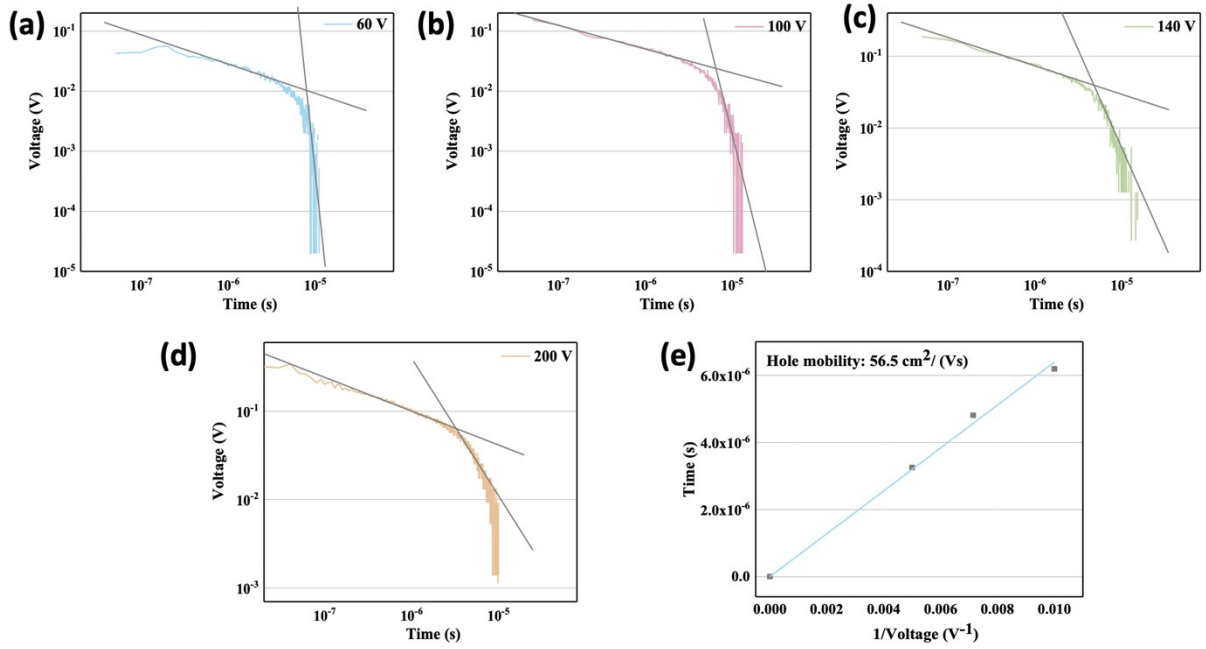 (a)
60 V
10⁻¹
10⁻²
10⁻³
10⁻⁴
10⁻⁵
Voltage (V)
10⁻⁷
10⁻⁶
10⁻⁵
Time (s)
(b)
100 V
10⁻¹
10⁻²
10⁻³
10⁻⁴
10⁻⁵
Voltage (V)
10⁻⁷
10⁻⁶
10⁻⁵
Time (s)
(c)
140 V
10⁻¹
10⁻²
10⁻³
10⁻⁴
Voltage (V)
10⁻⁷
10⁻⁶
10⁻⁵
Time (s)
(d)
200 V
10⁻¹
10⁻²
10⁻³
Voltage (V)
10⁻⁷
10⁻⁶
10⁻⁵
Time (s)
(e)
Hole mobility: 56.5 cm²/ (Vs)
6.0x10⁻⁶
4.0x10⁻⁶
2.0x10⁻⁶
0.0
Time (s)
0.000 0.002 0.004 0.006 0.008 0.010
1/Voltage (V⁻¹)